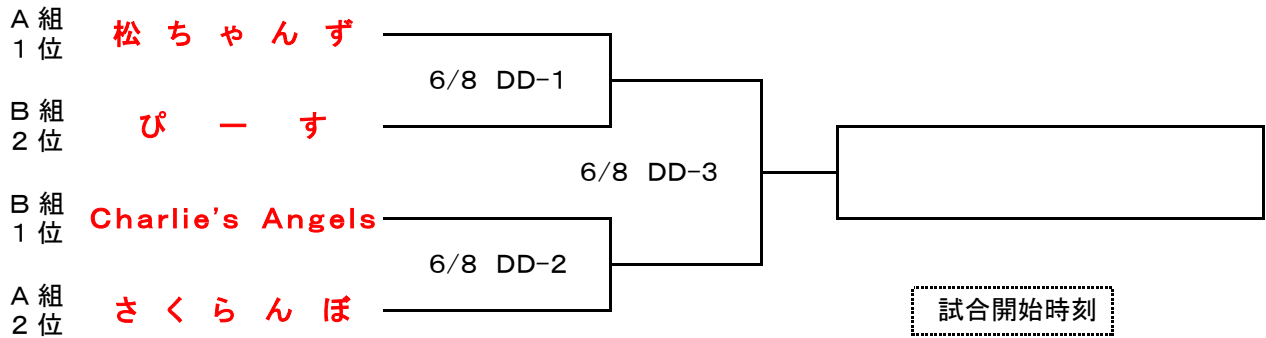 A組
1位
松ちゃんず
6/8 DD-1
B組
2位
ぴーす
6/8 DD-3
B組
1位
Charlie's Angels
6/8 DD-2
A組
2位
さくらんぼ
試合開始時刻